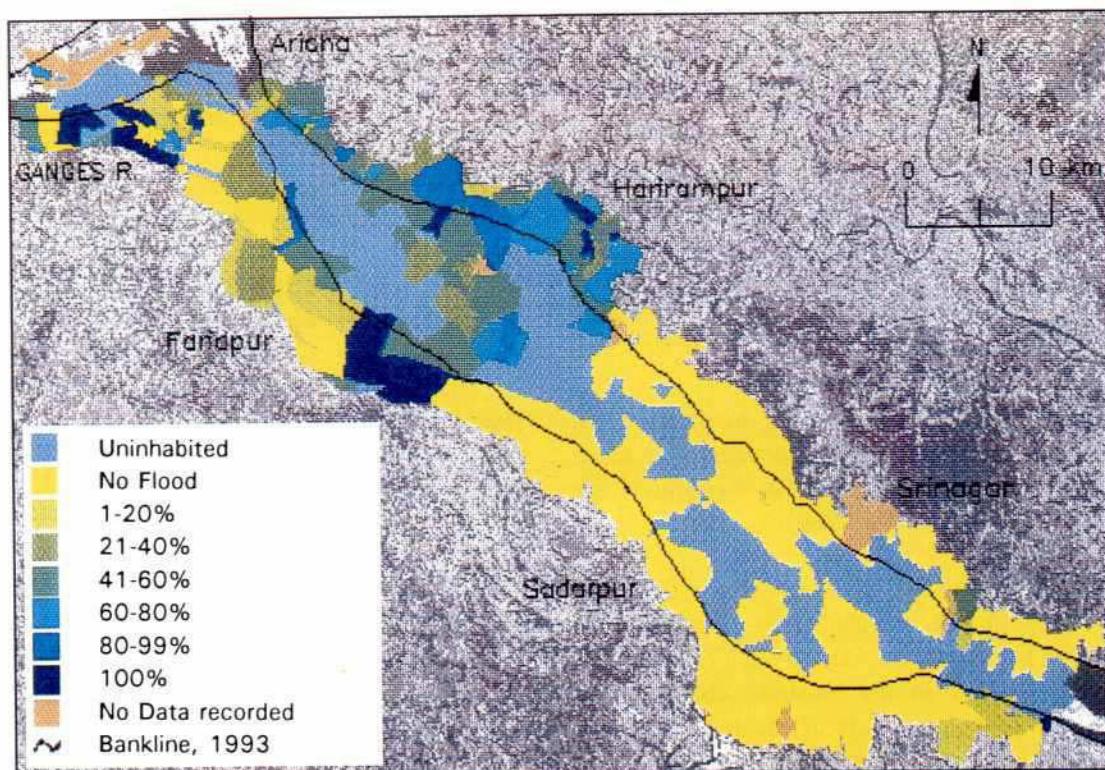 Aricha
N
GANGES R.
Harirampur
0 10 km
Faridpur
Srinagar
Sadarpur
Uninhabited
No Flood
1-20%
21-40%
41-60%
60-80%
80-99%
100%
No Data recorded
Bankline, 1993